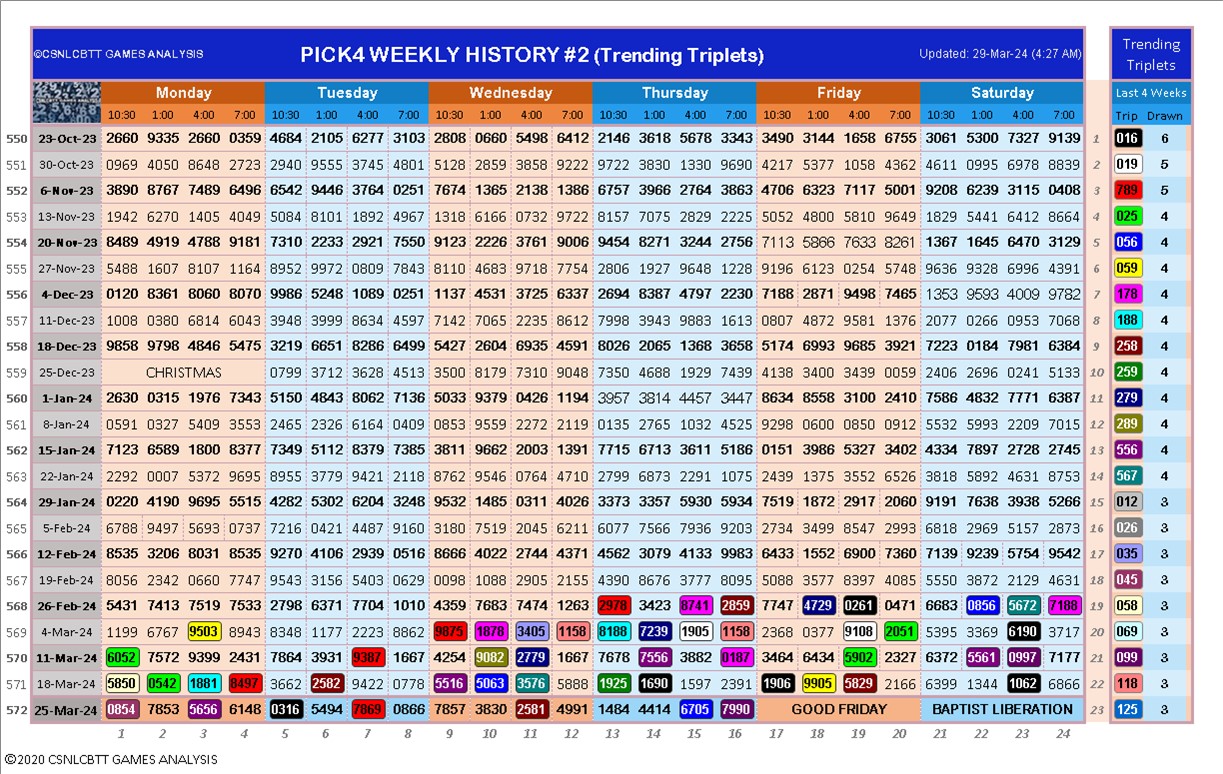 ©CSNLCBTT GAMES ANALYSIS PICK4 WEEKLY HISTORY #2 (Trending Triplets) Updated: 29-Mar-24 (4:27 AM) Trending
Triplets
Monday Tuesday Wednesday Thursday Friday Saturday Last 4 Weeks
10:30 1:00 4:00 7:00 10:30 1:00 4:00 7:00 10:30 1:00 4:00 7:00 10:30 1:00 4:00 7:00 10:30 1:00 4:00 7:00 10:30 1:00 4:00 7:00 Trip Drawn
550 23-Oct-23 2660 9335 2660 0359 4684 2105 6277 3103 2808 0660 5498 6412 2146 3618 5678 3343 3490 3144 1658 6755 3061 5300 7327 9139 1 016 6
551 30-Oct-23 0969 4050 8648 2723 2940 9555 3745 4801 5128 2859 3858 9222 9722 3830 1330 9690 4217 5377 1058 4362 4611 0995 6978 8839 2 019 5
552 6-Nov-23 3890 8767 7489 6496 6542 9446 3764 0251 7674 1365 2138 1386 6757 3966 2764 3863 4706 6323 7117 5001 9208 6239 3115 0408 3 789 5
553 13-Nov-23 1942 6270 1405 4049 5084 8101 1892 4967 1318 6166 0732 9722 8157 7075 2829 2225 5052 4800 5810 9649 1829 5441 6412 8664 4 025 4
554 20-Nov-23 8489 4919 4788 9181 7310 2233 2921 7550 9123 2226 3761 9006 9454 8271 3244 2756 7113 5866 7633 8261 1367 1645 6470 3129 5 056 4
555 27-Nov-23 5488 1607 8107 1164 8952 9972 0809 7843 8110 4683 9718 7754 2806 1927 9648 1228 9196 6123 0254 5748 9636 9328 6996 4391 6 059 4
556 4-Dec-23 0120 8361 8060 8070 9986 5248 1089 0251 1137 4531 3725 6337 2694 8387 4797 2230 7188 2871 9498 7465 1353 9593 4009 9782 7 178 4
557 11-Dec-23 1008 0380 6814 6043 3948 3999 8634 4597 7142 7065 2235 8612 7998 3943 9883 1613 0807 4872 9581 1376 2077 0266 0953 7068 8 188 4
558 18-Dec-23 9858 9798 4846 5475 3219 6651 8286 6499 5427 2604 6935 4591 8026 2065 1368 3658 5174 6993 9685 3921 7223 0184 7981 6384 9 258 4
559 25-Dec-23 CHRISTMAS 0799 3712 3628 4513 3500 8179 7310 9048 7350 4688 1929 7439 4138 3400 3439 0059 2406 2696 0241 5133 10 259 4
560 1-Jan-24 2630 0315 1976 7343 5150 4843 8062 7136 5033 9379 0426 1194 3957 3814 4457 3447 8634 8558 3100 2410 7586 4832 7771 6387 11 279 4
561 8-Jan-24 0591 0327 5409 3553 2465 2326 6164 0409 0853 9559 2272 2119 0135 2765 1032 4525 9298 0600 0850 0912 5532 5993 2209 7015 12 289 4
562 15-Jan-24 7123 6589 1800 8377 7349 5112 8379 7353 3811 9662 2003 1391 7715 6713 3611 5186 0151 3986 5327 3402 4334 7897 2728 2745 13 556 4
563 22-Jan-24 2292 0007 5372 9695 8955 3779 9421 2118 8762 9546 0764 4710 2799 6873 2291 1075 2439 1375 3552 6526 3818 5892 4631 8753 14 567 4
564 29-Jan-24 0220 4190 9695 5515 4282 5302 6204 3246 9532 1485 0311 4026 3373 3357 5930 5934 7519 1872 2917 2060 9191 7638 3938 5266 15 012 3
565 5-Feb-24 6788 9497 5693 0737 7216 0421 4487 9160 3180 7519 2045 6211 6077 7566 7936 9203 2734 3499 8547 2993 6818 2969 5157 2873 16 026 3
566 12-Feb-24 8535 3206 8031 8535 9270 4106 2939 0516 8666 4022 2744 4371 4562 3079 4133 9983 6433 1552 6900 7360 7139 9239 5754 9542 17 035 3
567 19-Feb-24 8056 2342 0660 7747 9543 3156 5403 0629 0098 1088 2905 2155 4390 8676 3777 8095 5088 3577 8397 4085 5550 3872 2129 4631 18 045 3
568 26-Feb-24 5431 7413 7519 7533 2798 6371 7704 1010 4359 7683 7474 1263 2978 3423 8741 2859 7747 4729 0261 0471 6683 0856 5672 7188 19 058 3
569 4-Mar-24 1199 6767 9503 8943 8348 1177 2223 8862 9875 1878 3405 1158 8188 7239 1905 1158 2368 0377 9108 2051 5395 3369 6190 3717 20 069 3
570 11-Mar-24 6052 7572 9399 2431 7864 3931 9387 1667 4254 9082 2779 1667 7678 7556 3882 0187 3464 6434 5902 2327 6372 5561 0997 7177 21 099 3
571 18-Mar-24 5850 0542 1881 8497 3662 2582 9422 0778 5516 5063 3576 5888 1925 1690 1597 2391 1906 9905 5829 2166 6399 1344 1062 6866 22 118 3
572 25-Mar-24 0854 7853 5656 6148 0316 5494 7869 0886 7857 3830 2581 4991 1484 4414 6705 7990 GOOD FRIDAY BAPTIST LIBERATION 23 125 3
1 2 3 4 5 6 7 8 9 10 11 12 13 14 15 16 17 18 19 20 21 22 23 24
©2020 CSNLCBTT GAMES ANALYSIS